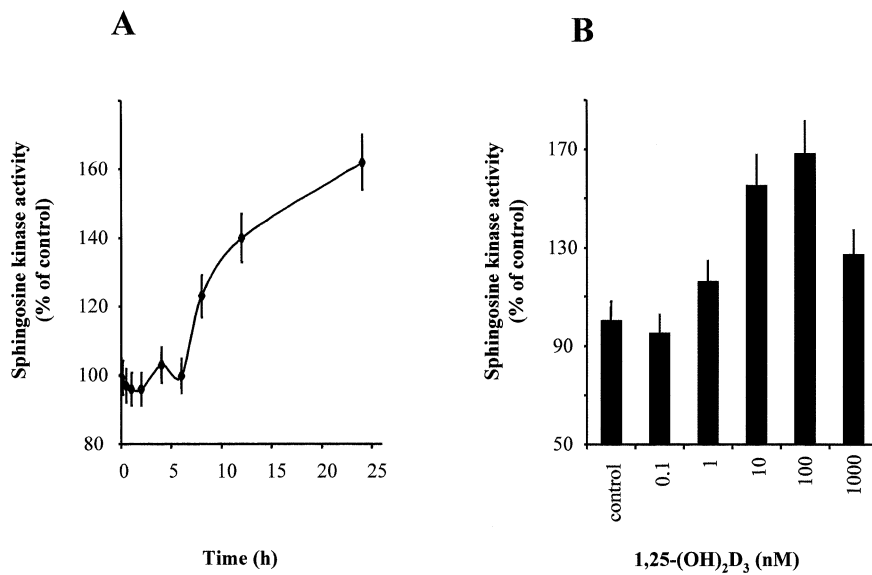 A
Sphingosine kinase activity
(% of control)
160
140
120
100
80
0 5 10 15 20 25
Time (h)
B
Sphingosine kinase activity
(% of control)
170
130
90
50
control 0.1 1 10 100 1000
1,25-(OH)₂D₃ (nM)